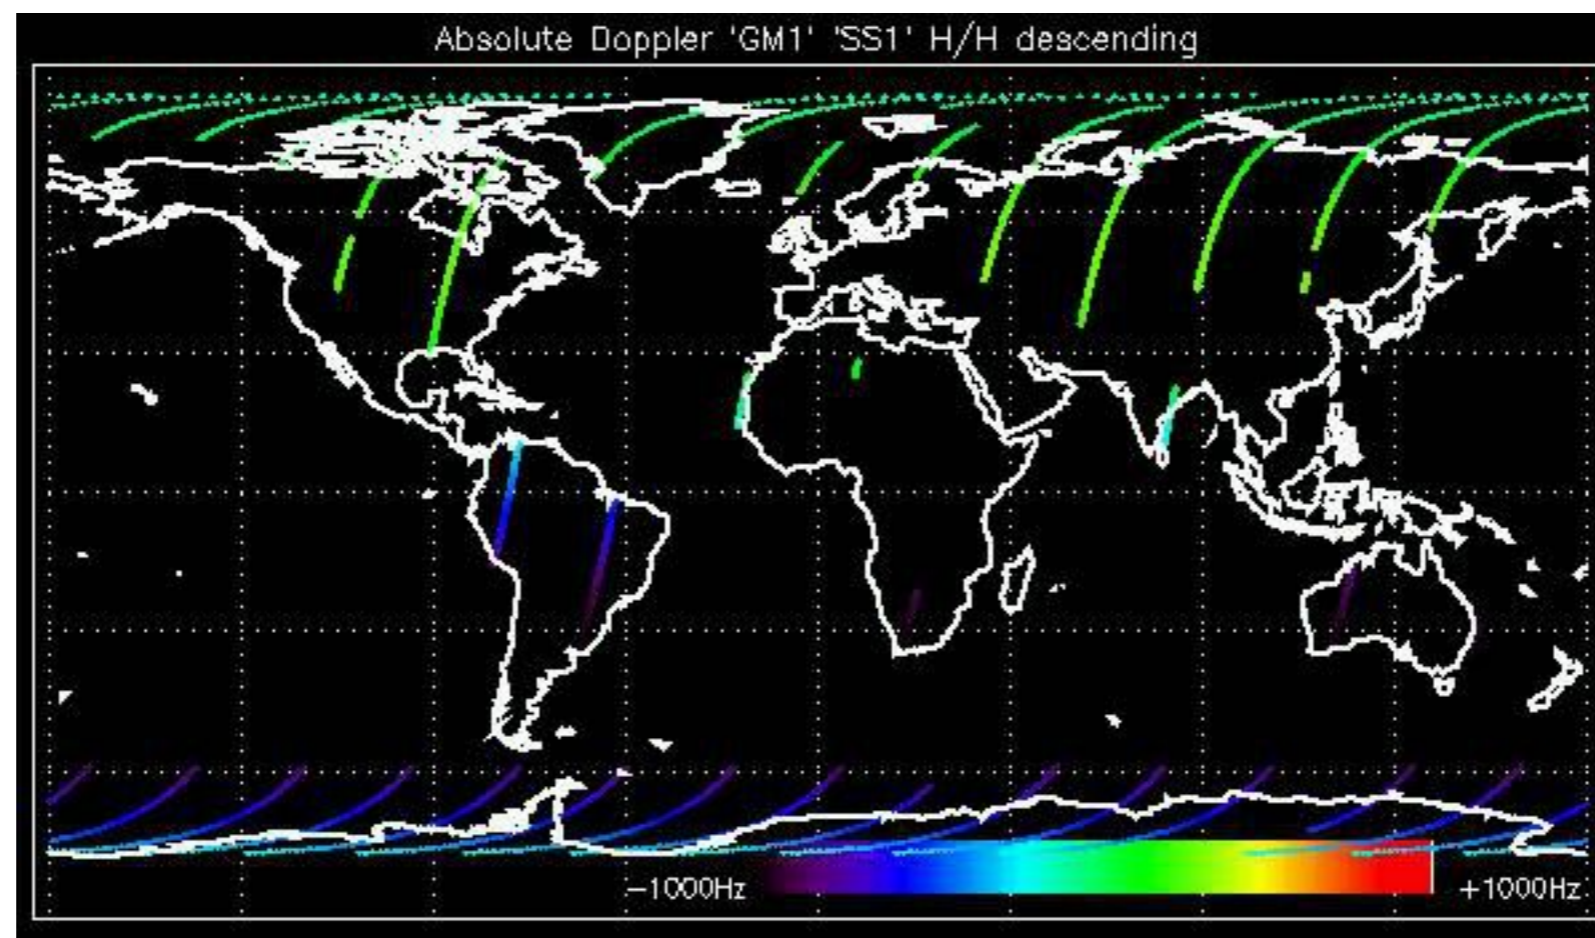 Absolute Doppler 'GM1' 'SS1' H/H descending
−1000Hz
+1000Hz